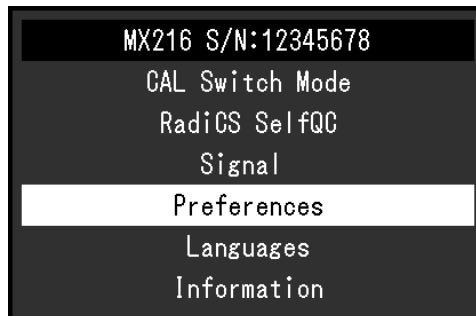 MX216 S/N:12345678
CAL Switch Mode
RadiCS SelfQC
Signal
Preferences
Languages
Information